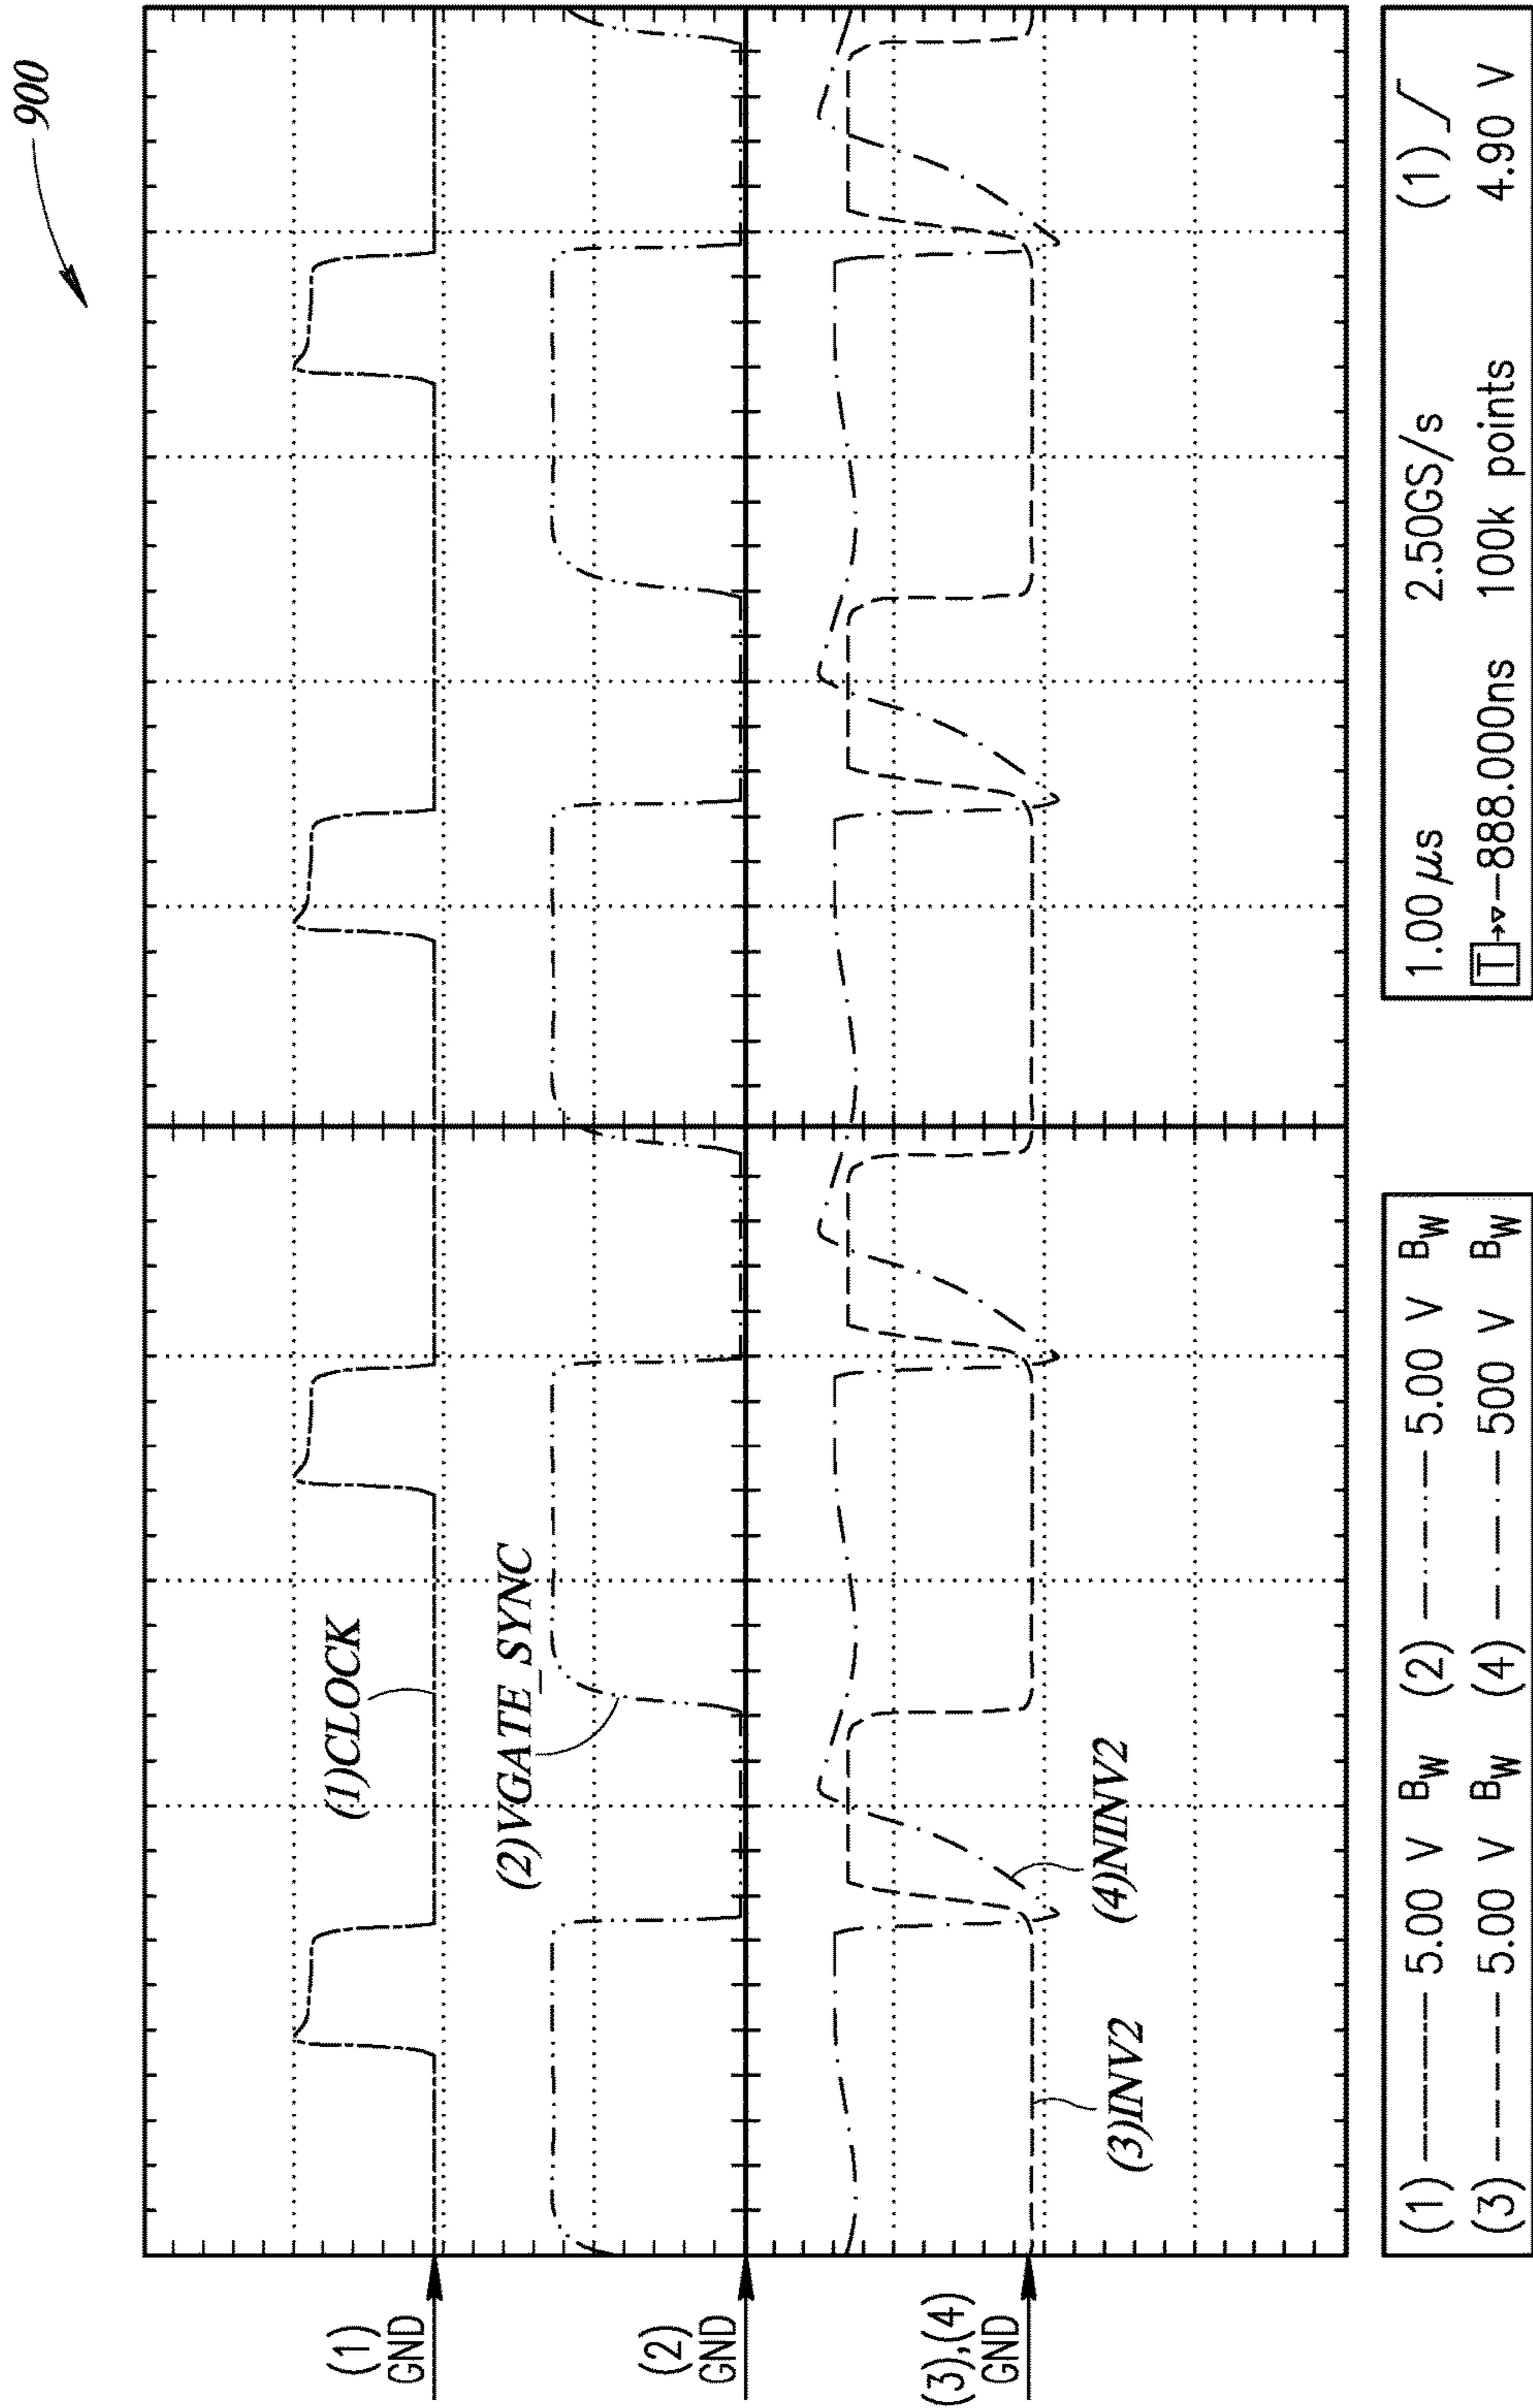 900
(1)
GND
(1)CLOCK
(2)VGATE_SYNC
(2)
GND
(3),(4)
GND
(3)INV2
(4)NINV2
(1) 5.00 V BW (2) 5.00 V BW
(3) 5.00 V BW (4) 500 V BW
1.00 µs 2.50GS/s (1)
T→▿−888.000ns 100k points 4.90 V